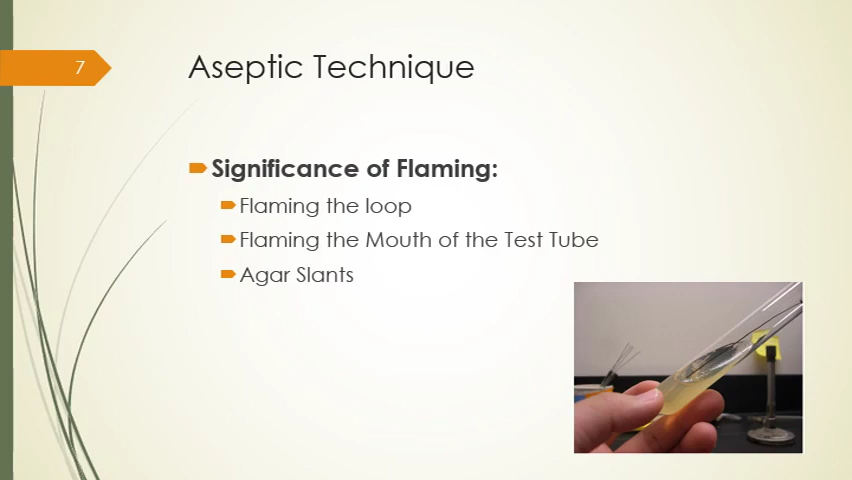 7
Aseptic Technique
Significance of Flaming:
Flaming the loop
Flaming the Mouth of the Test Tube
Agar Slants